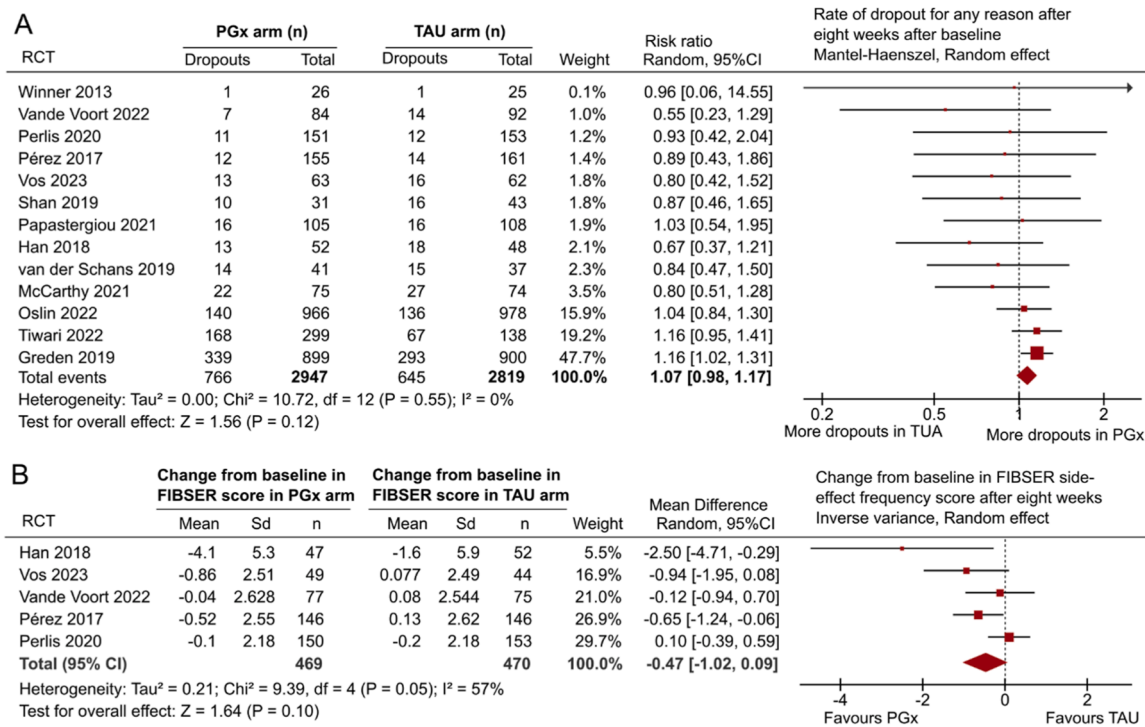 A
PGx arm (n) TAU arm (n) Risk ratio Rate of dropout for any reason after
eight weeks after baseline
Mantel-Haenszel, Random effect
RCT Dropouts Total Dropouts Total Weight Random, 95%CI
Winner 2013 1 26 1 25 0.1% 0.96 [0.06, 14.55]
Vande Voort 2022 7 84 14 92 1.0% 0.55 [0.23, 1.29]
Perlis 2020 11 151 12 153 1.2% 0.93 [0.42, 2.04]
Pérez 2017 12 155 14 161 1.4% 0.89 [0.43, 1.86]
Vos 2023 13 63 16 62 1.8% 0.80 [0.42, 1.52]
Shan 2019 10 31 16 43 1.8% 0.87 [0.46, 1.65]
Papastergiou 2021 16 105 16 108 1.9% 1.03 [0.54, 1.95]
Han 2018 13 52 18 48 2.1% 0.67 [0.37, 1.21]
van der Schans 2019 14 41 15 37 2.3% 0.84 [0.47, 1.50]
McCarthy 2021 22 75 27 74 3.5% 0.80 [0.51, 1.28]
Oslin 2022 140 966 136 978 15.9% 1.04 [0.84, 1.30]
Tiwari 2022 168 299 67 138 19.2% 1.16 [0.95, 1.41]
Greden 2019 339 899 293 900 47.7% 1.16 [1.02, 1.31]
Total events 766 2947 645 2819 100.0% 1.07 [0.98, 1.17]
Heterogeneity: Tau² = 0.00; Chi² = 10.72, df = 12 (P = 0.55); I² = 0%
Test for overall effect: Z = 1.56 (P = 0.12)
0.2 0.5 1 2
More dropouts in TUA More dropouts in PGx
B
Change from baseline in Change from baseline in Change from baseline in FIBSER side-
FIBSER score in PGx arm FIBSER score in TAU arm Mean Difference effect frequency score after eight weeks
RCT Mean Sd n Mean Sd n Weight Random, 95%CI Inverse variance, Random effect
Han 2018 -4.1 5.3 47 -1.6 5.9 52 5.5% -2.50 [-4.71, -0.29]
Vos 2023 -0.86 2.51 49 0.077 2.49 44 16.9% -0.94 [-1.95, 0.08]
Vande Voort 2022 -0.04 2.628 77 0.08 2.544 75 21.0% -0.12 [-0.94, 0.70]
Pérez 2017 -0.52 2.55 146 0.13 2.62 146 26.9% -0.65 [-1.24, -0.06]
Perlis 2020 -0.1 2.18 150 -0.2 2.18 153 29.7% 0.10 [-0.39, 0.59]
Total (95% CI) 469 470 100.0% -0.47 [-1.02, 0.09]
Heterogeneity: Tau² = 0.21; Chi² = 9.39, df = 4 (P = 0.05); I² = 57%
Test for overall effect: Z = 1.64 (P = 0.10)
-4 -2 0 2
Favours PGx Favours TAU